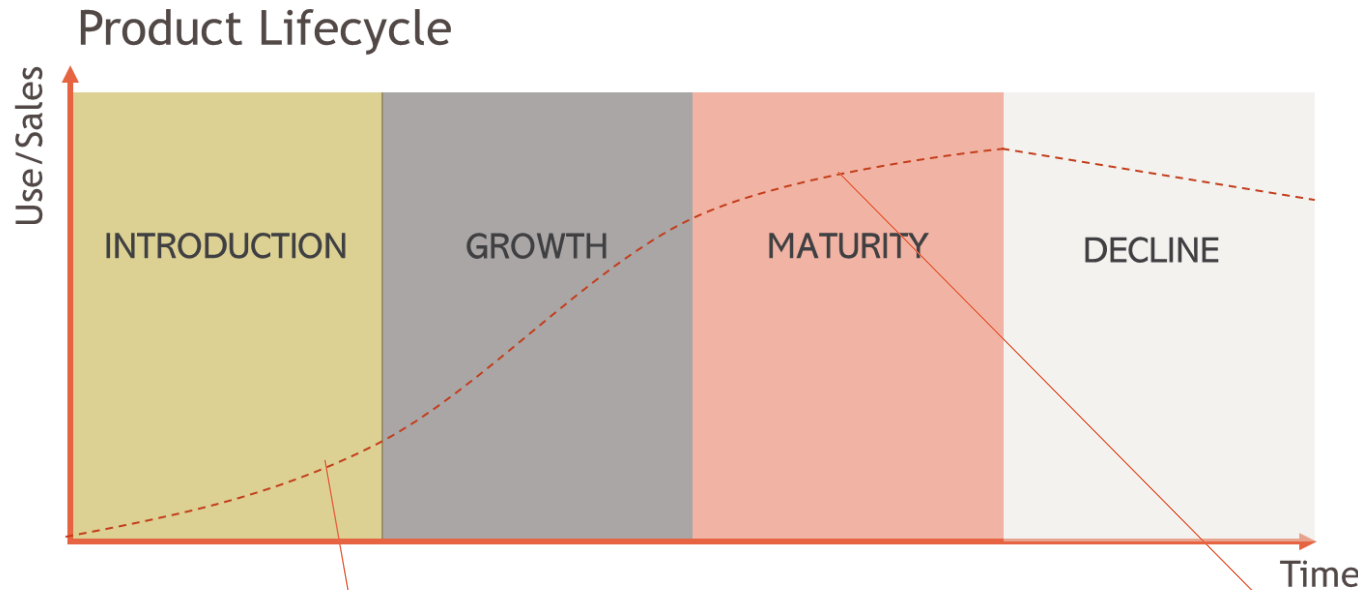 Product Lifecycle
Use/Sales
INTRODUCTION
GROWTH
MATURITY
DECLINE
Time